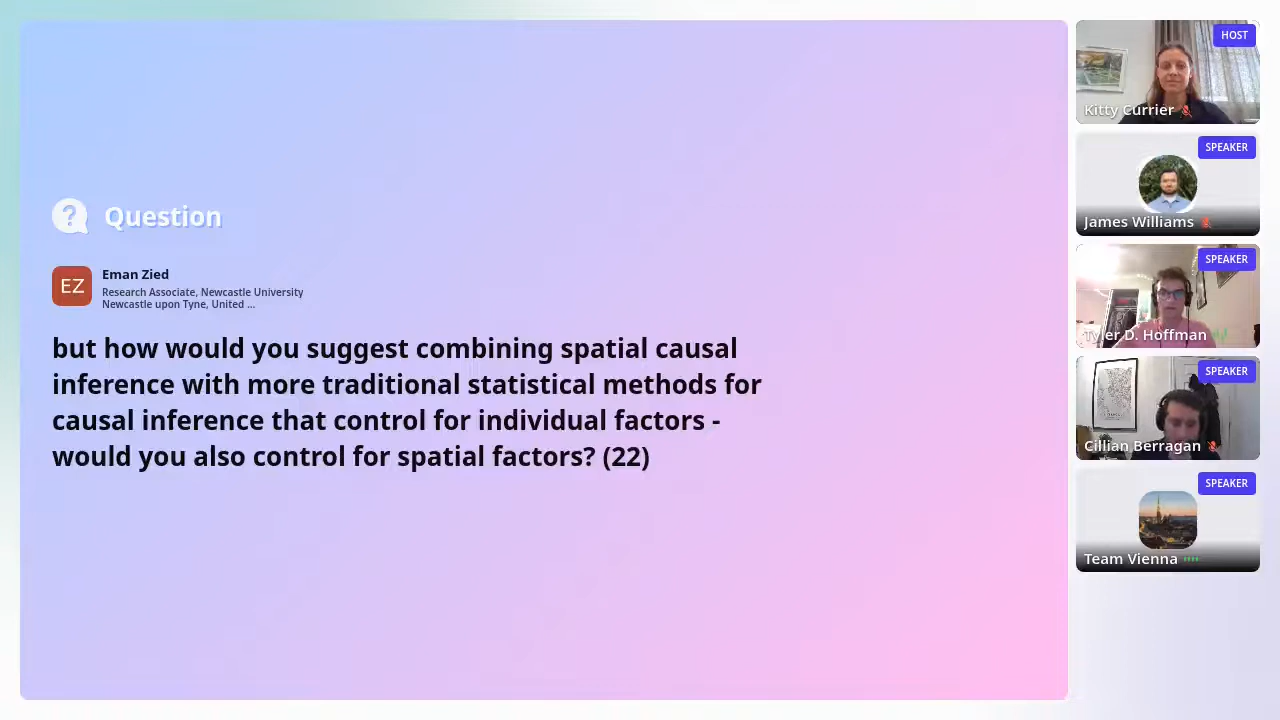 Question
EZ
Eman Zied
Research Associate, Newcastle University
Newcastle upon Tyne, United ...
but how would you suggest combining spatial causal
inference with more traditional statistical methods for
causal inference that control for individual factors -
would you also control for spatial factors? (22)
HOST
Kitty Currier
SPEAKER
James Williams
SPEAKER
Tyler D. Hoffman
SPEAKER
Cillian Berragan
SPEAKER
Team Vienna